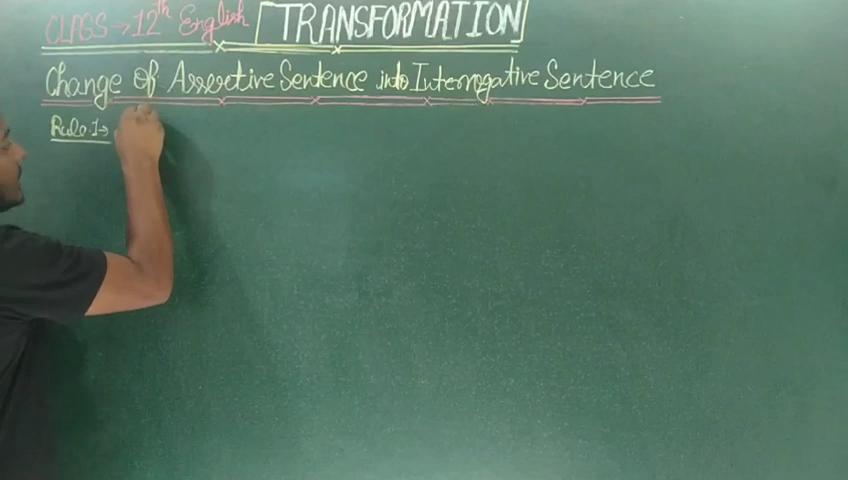 CLASS → 12th English TRANSFORMATION
Change Of Assertive Sentence into Interrogative Sentence
Rule:1→